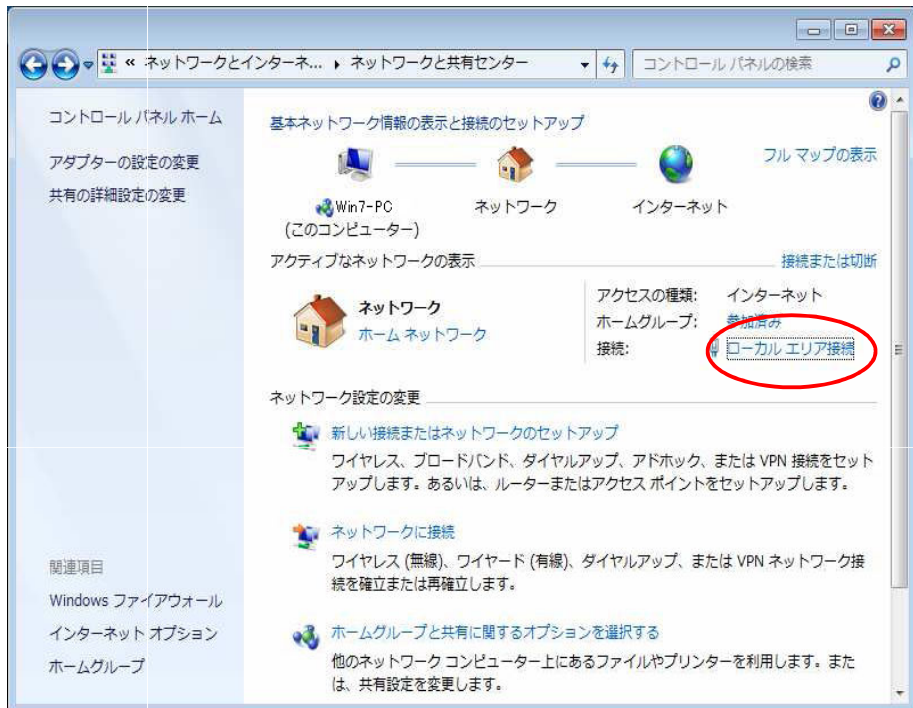 « ネットワークとインターネ... ▸ ネットワークと共有センター
コントロール パネルの検索
コントロール パネル ホーム
アダプターの設定の変更
共有の詳細設定の変更
基本ネットワーク情報の表示と接続のセットアップ
フル マップの表示
Win7-PC
(このコンピューター)
ネットワーク
インターネット
アクティブなネットワークの表示
接続または切断
ネットワーク
ホーム ネットワーク
アクセスの種類: インターネット
ホームグループ: 参加済み
接続: ローカル エリア接続
ネットワーク設定の変更
新しい接続またはネットワークのセットアップ
ワイヤレス、ブロードバンド、ダイヤルアップ、アドホック、または VPN 接続をセット
アップします。あるいは、ルーターまたはアクセス ポイントをセットアップします。
ネットワークに接続
ワイヤレス (無線)、ワイヤード (有線)、ダイヤルアップ、または VPN ネットワーク接
続を確立または再確立します。
ホームグループと共有に関するオプションを選択する
他のネットワーク コンピューター上にあるファイルやプリンターを利用します。また
は、共有設定を変更します。
関連項目
Windows ファイアウォール
インターネット オプション
ホームグループ